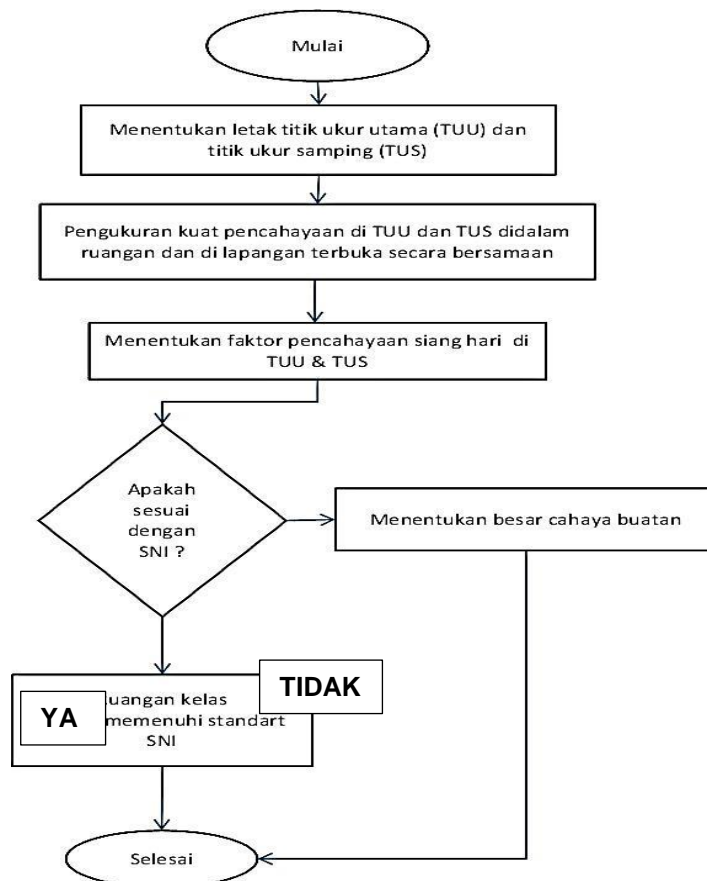 Mulai
Menentukan letak titik ukur utama (TUU) dan
titik ukur samping (TUS)
Pengukuran kuat pencahayaan di TUU dan TUS didalam
ruangan dan di lapangan terbuka secara bersamaan
Menentukan faktor pencahayaan siang hari di
TUU & TUS
Apakah
sesuai
dengan
SNI ?
Menentukan besar cahaya buatan
TIDAK
YA
kelas
memenuhi standart
SNI
Selesai